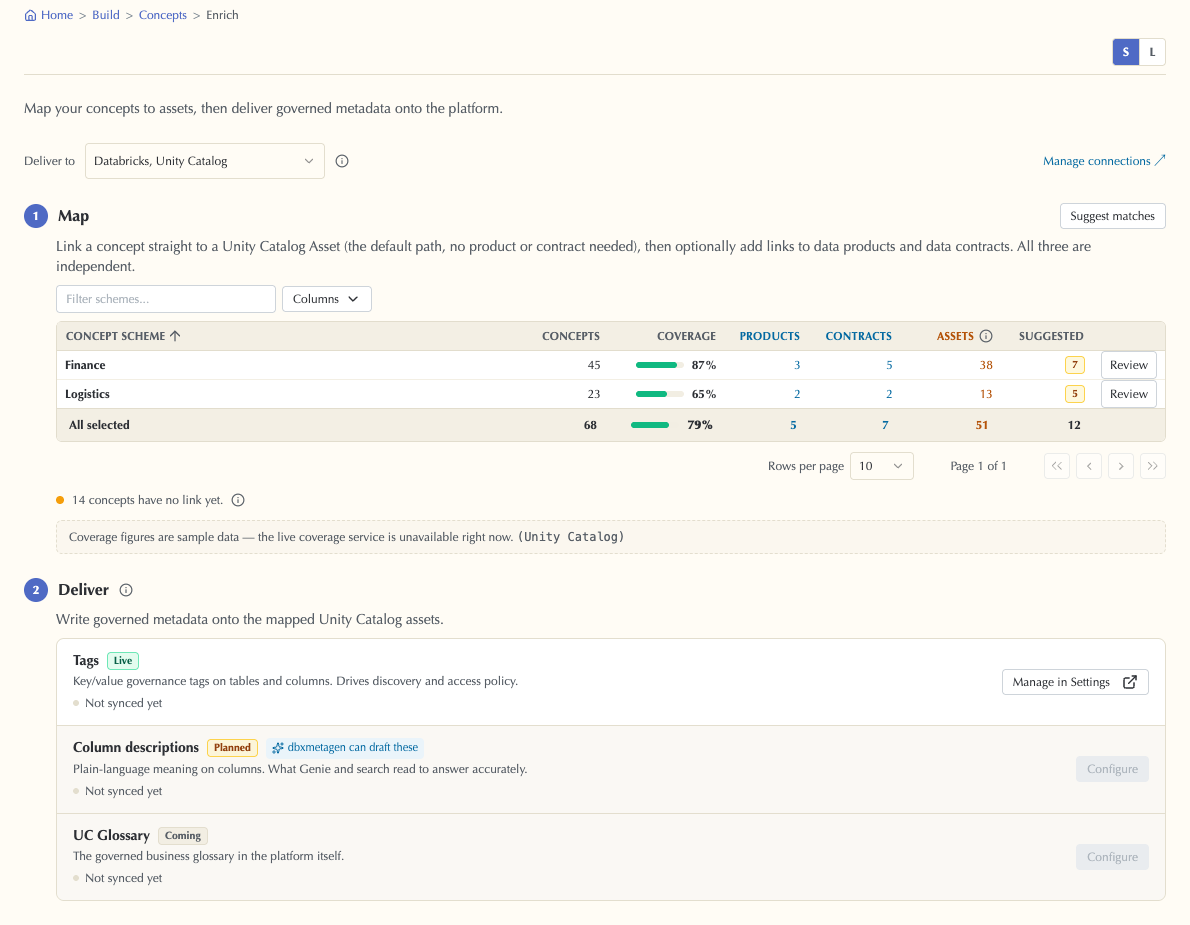 Home > Build > Concepts > Enrich
S L
Map your concepts to assets, then deliver governed metadata onto the platform.
Deliver to Databricks, Unity Catalog Manage connections
1 Map Suggest matches
Link a concept straight to a Unity Catalog Asset (the default path, no product or contract needed), then optionally add links to data products and data contracts. All three are
independent.
Filter schemes... Columns
CONCEPT SCHEME CONCEPTS COVERAGE PRODUCTS CONTRACTS ASSETS SUGGESTED
Finance 45 87% 3 5 38 7 Review
Logistics 23 65% 2 2 13 5 Review
All selected 68 79% 5 7 51 12
Rows per page 10 Page 1 of 1
14 concepts have no link yet.
Coverage figures are sample data — the live coverage service is unavailable right now. (Unity Catalog)
2 Deliver
Write governed metadata onto the mapped Unity Catalog assets.
Tags Live
Key/value governance tags on tables and columns. Drives discovery and access policy.
Manage in Settings
Not synced yet
Column descriptions Planned dbxmetagen can draft these
Plain-language meaning on columns. What Genie and search read to answer accurately.
Configure
Not synced yet
UC Glossary Coming
The governed business glossary in the platform itself.
Configure
Not synced yet